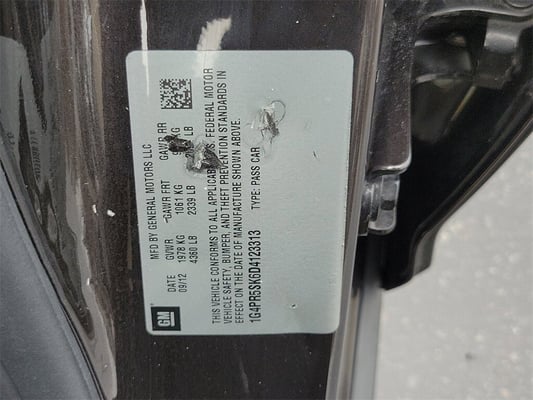 MFD BY GENERAL MOTORS LLC
DATE GVWR GAWR FRT GAWR RR
09/12 1978 KG 1061 KG KG
4360 LB 2339 LB LB
THIS VEHICLE CONFORMS TO ALL APPLICABLE U.S. FEDERAL MOTOR
VEHICLE SAFETY, BUMPER, AND THEFT PREVENTION STANDARDS IN
EFFECT ON THE DATE OF MANUFACTURE SHOWN ABOVE.
1G4PR5SK6D4123313 TYPE: PASS CAR
GM